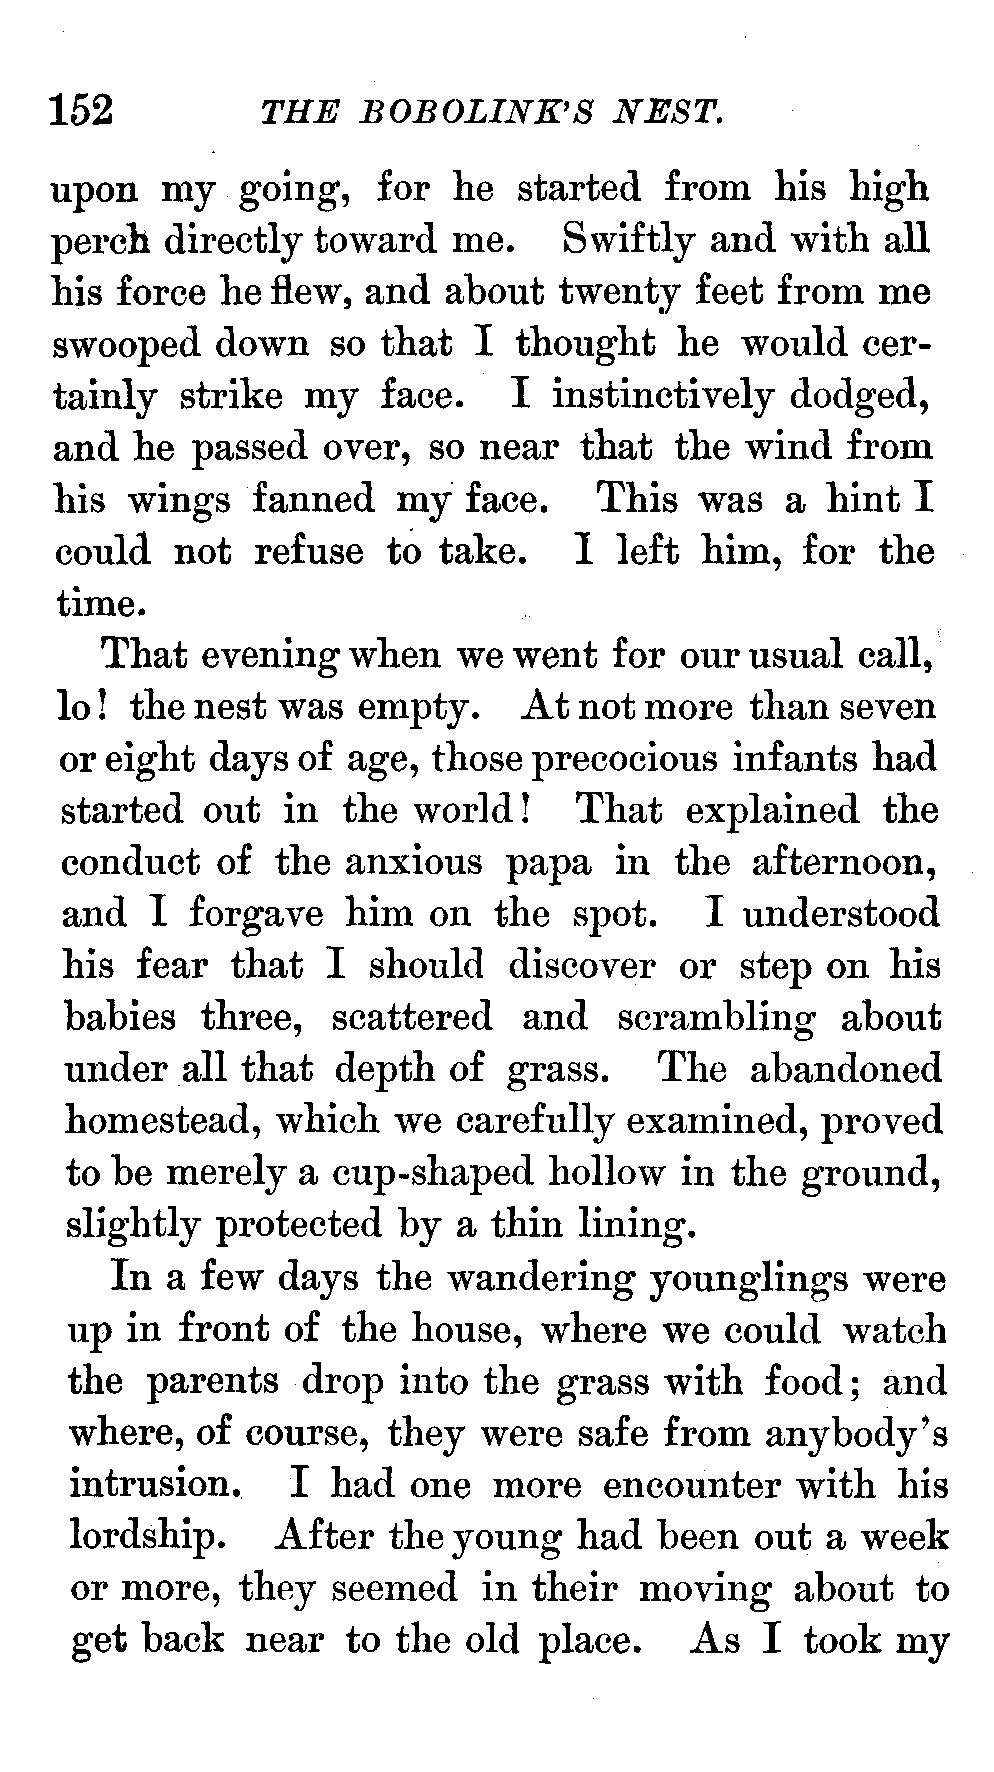 152 THE BOBOLINK'S NEST.
upon my going, for he started from his high
perch directly toward me. Swiftly and with all
his force he flew, and about twenty feet from me
swooped down so that I thought he would cer-
tainly strike my face. I instinctively dodged,
and he passed over, so near that the wind from
his wings fanned my face. This was a hint I
could not refuse to take. I left him, for the
time.
That evening when we went for our usual call,
lo! the nest was empty. At not more than seven
or eight days of age, those precocious infants had
started out in the world! That explained the
conduct of the anxious papa in the afternoon,
and I forgave him on the spot. I understood
his fear that I should discover or step on his
babies three, scattered and scrambling about
under all that depth of grass. The abandoned
homestead, which we carefully examined, proved
to be merely a cup-shaped hollow in the ground,
slightly protected by a thin lining.
In a few days the wandering younglings were
up in front of the house, where we could watch
the parents drop into the grass with food; and
where, of course, they were safe from anybody's
intrusion. I had one more encounter with his
lordship. After the young had been out a week
or more, they seemed in their moving about to
get back near to the old place. As I took my